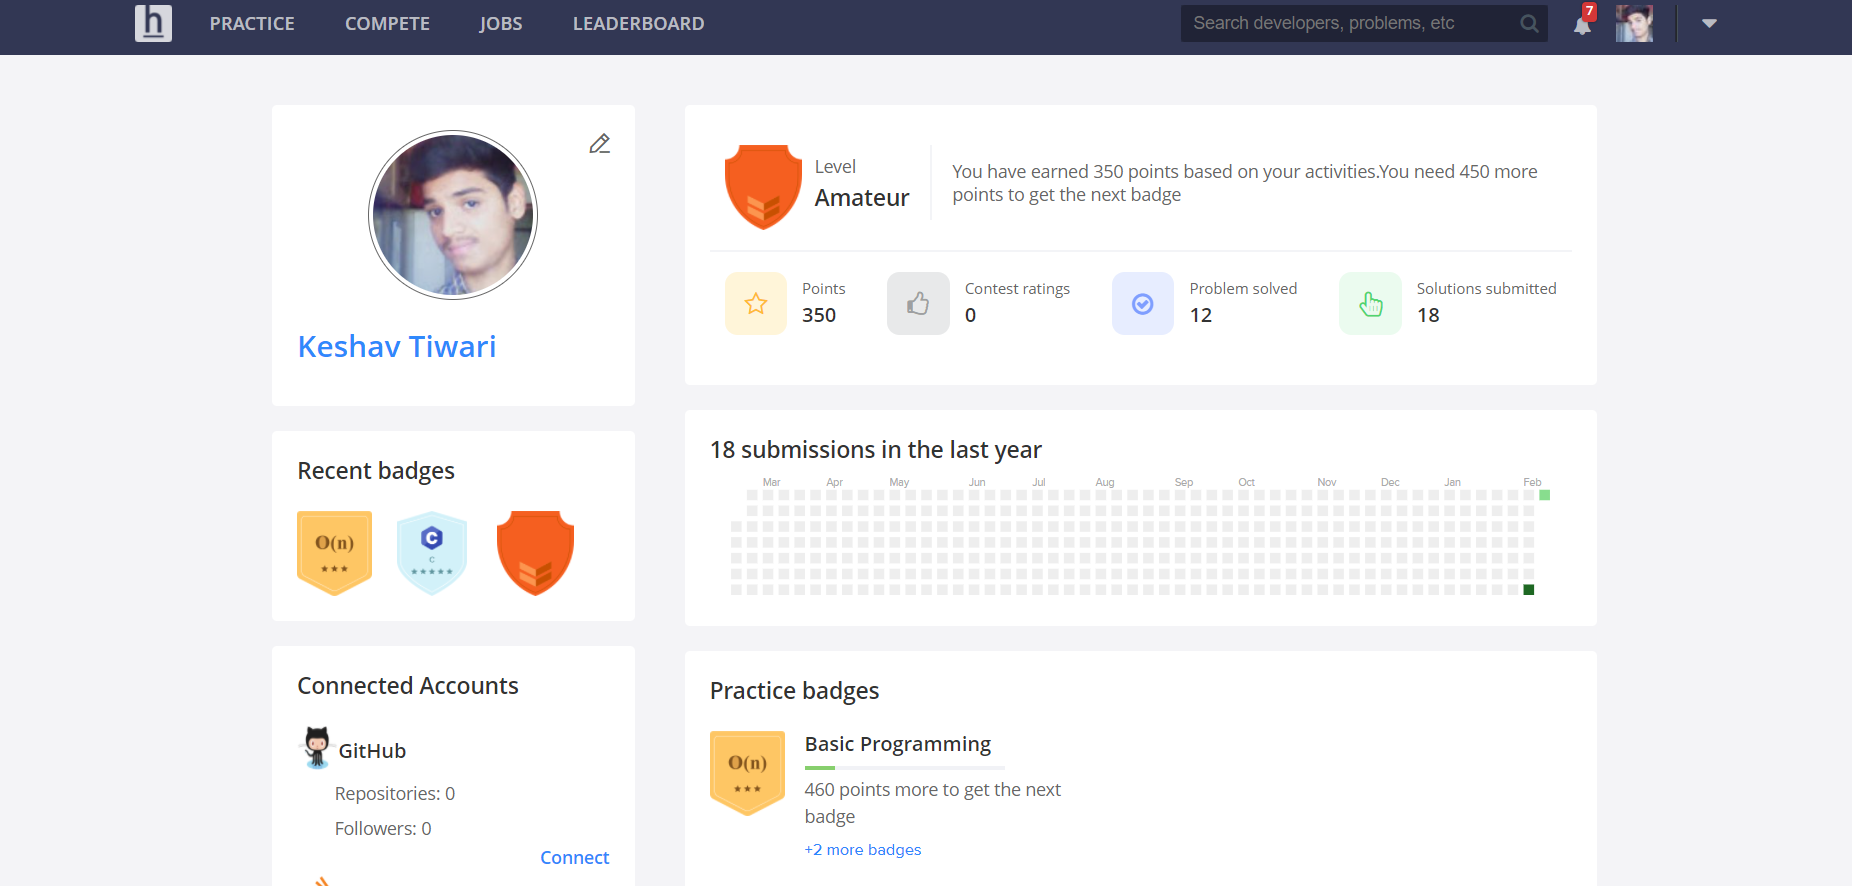 h PRACTICE COMPETE JOBS LEADERBOARD Search developers, problems, etc 7
Keshav Tiwari
Recent badges
O(n)
C
C
Connected Accounts
GitHub
Repositories: 0
Followers: 0
Connect
Level
Amateur
You have earned 350 points based on your activities.You need 450 more
points to get the next badge
Points
350
Contest ratings
0
Problem solved
12
Solutions submitted
18
18 submissions in the last year
Mar Apr May Jun Jul Aug Sep Oct Nov Dec Jan Feb
Practice badges
O(n)
Basic Programming
460 points more to get the next
badge
+2 more badges